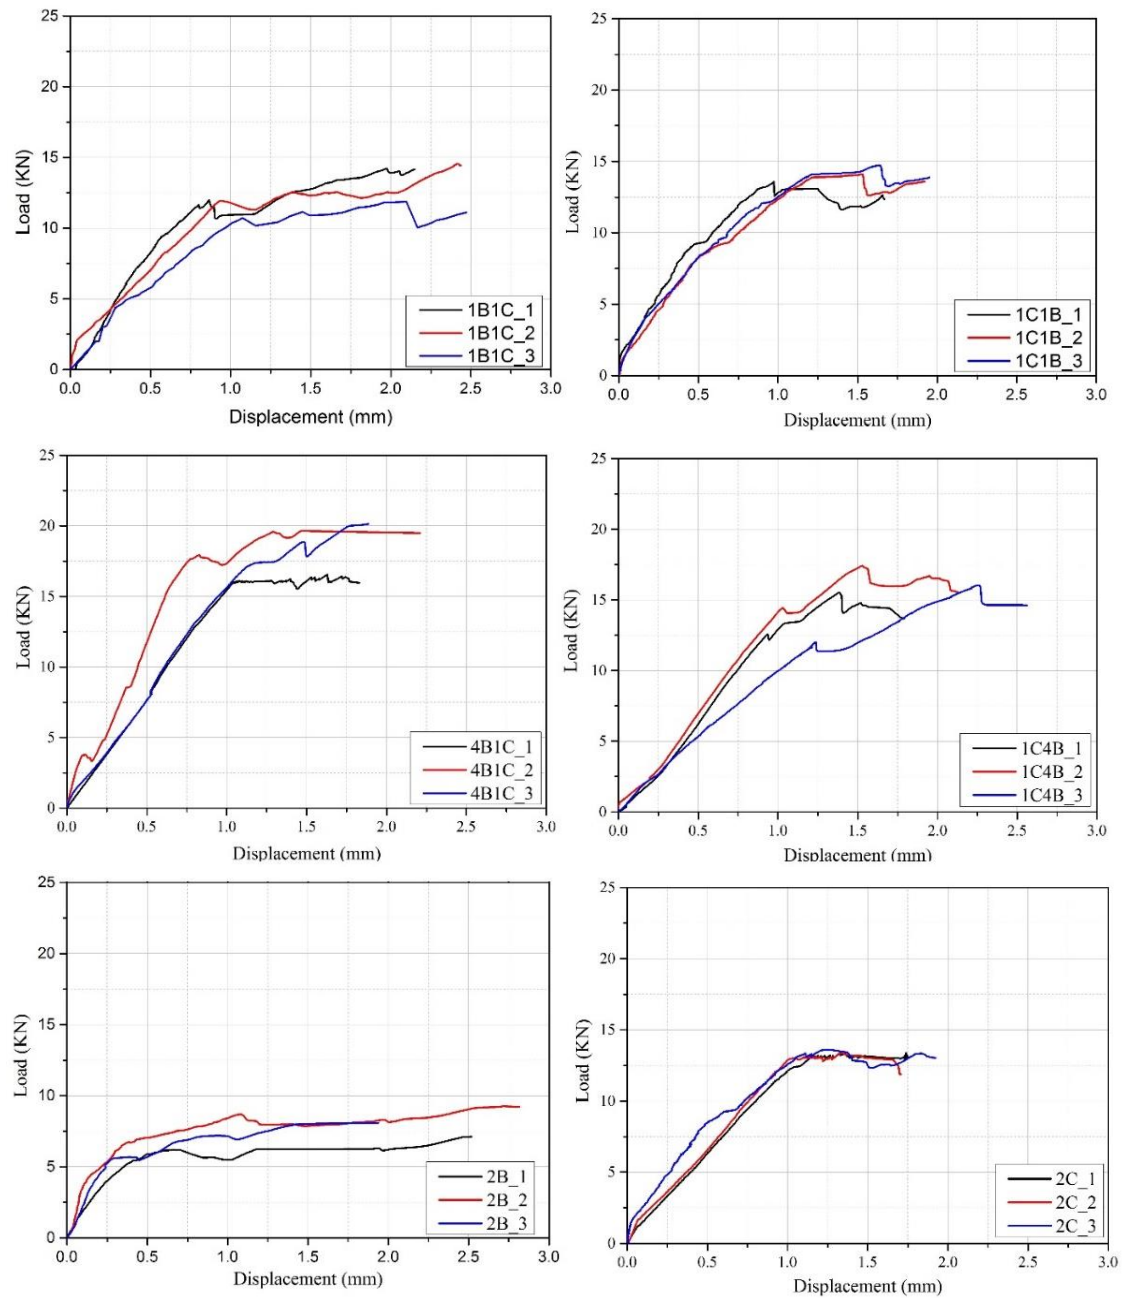 25
20
15
10
5
0
Load (KN)
0.0 0.5 1.0 1.5 2.0 2.5 3.0
Displacement (mm)
1B1C_1
1B1C_2
1B1C_3
25
20
15
10
5
0
Load (KN)
0.0 0.5 1.0 1.5 2.0 2.5 3.0
Displacement (mm)
1C1B_1
1C1B_2
1C1B_3
25
20
15
10
5
0
Load (KN)
0.0 0.5 1.0 1.5 2.0 2.5 3.0
Displacement (mm)
4B1C_1
4B1C_2
4B1C_3
25
20
15
10
5
0
Load (KN)
0.0 0.5 1.0 1.5 2.0 2.5 3.0
Displacement (mm)
1C4B_1
1C4B_2
1C4B_3
25
20
15
10
5
0
Load (KN)
0.0 0.5 1.0 1.5 2.0 2.5 3.0
Displacement (mm)
2B_1
2B_2
2B_3
25
20
15
10
5
0
Load (KN)
0.0 0.5 1.0 1.5 2.0 2.5 3.0
Displacement (mm)
2C_1
2C_2
2C_3